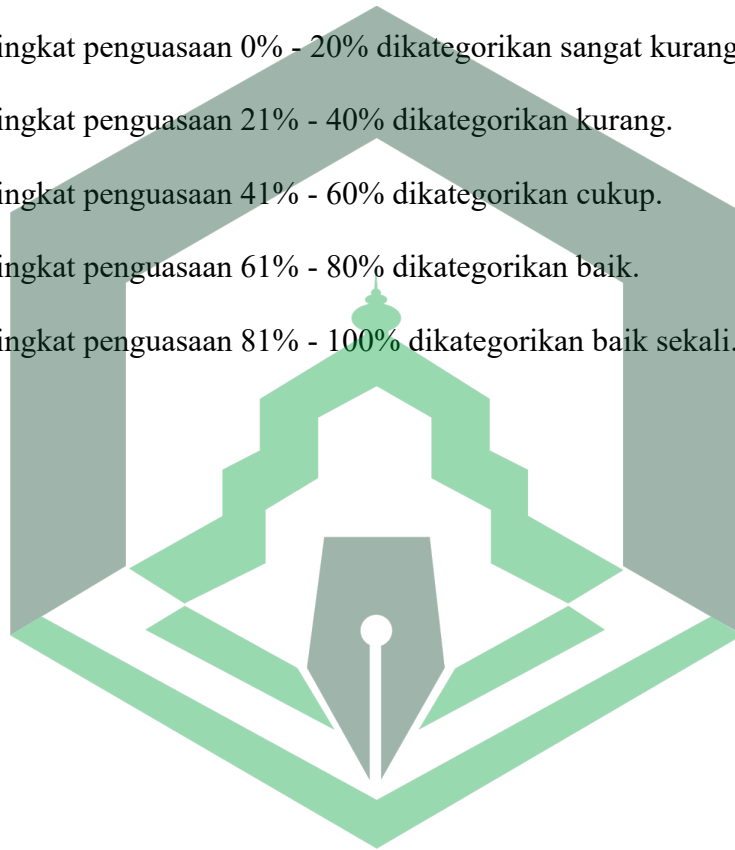 ingkat penguasaan 0% - 20% dikategorikan sangat kurang
ingkat penguasaan 21% - 40% dikategorikan kurang.
ingkat penguasaan 41% - 60% dikategorikan cukup.
ingkat penguasaan 61% - 80% dikategorikan baik.
ingkat penguasaan 81% - 100% dikategorikan baik sekali.